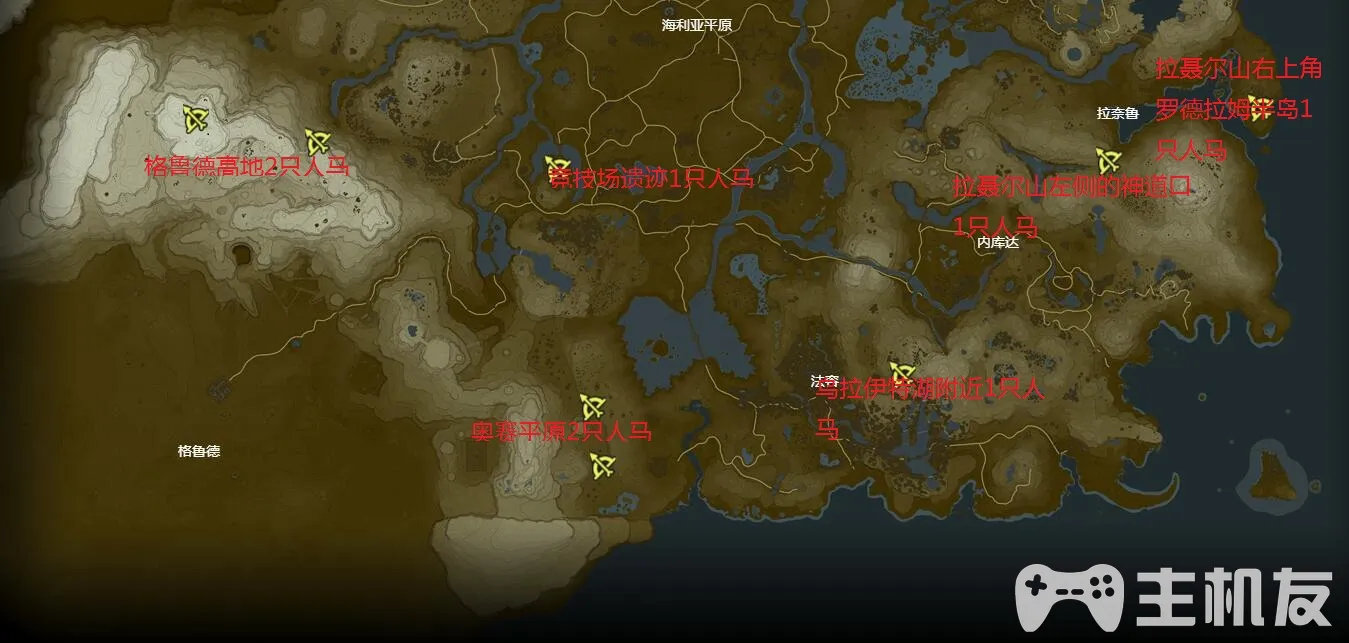 海利亚平原
拉聂尔山右上角
罗德拉姆半岛1
只人马
拉奈鲁
格鲁德高地2只人马
竞技场遗迹1只人马
拉聂尔山左侧的神道口
1只人马
内库达
法窖
乌拉伊特湖附近1只人
马
奥赛平原2只人马
格鲁德
主机友